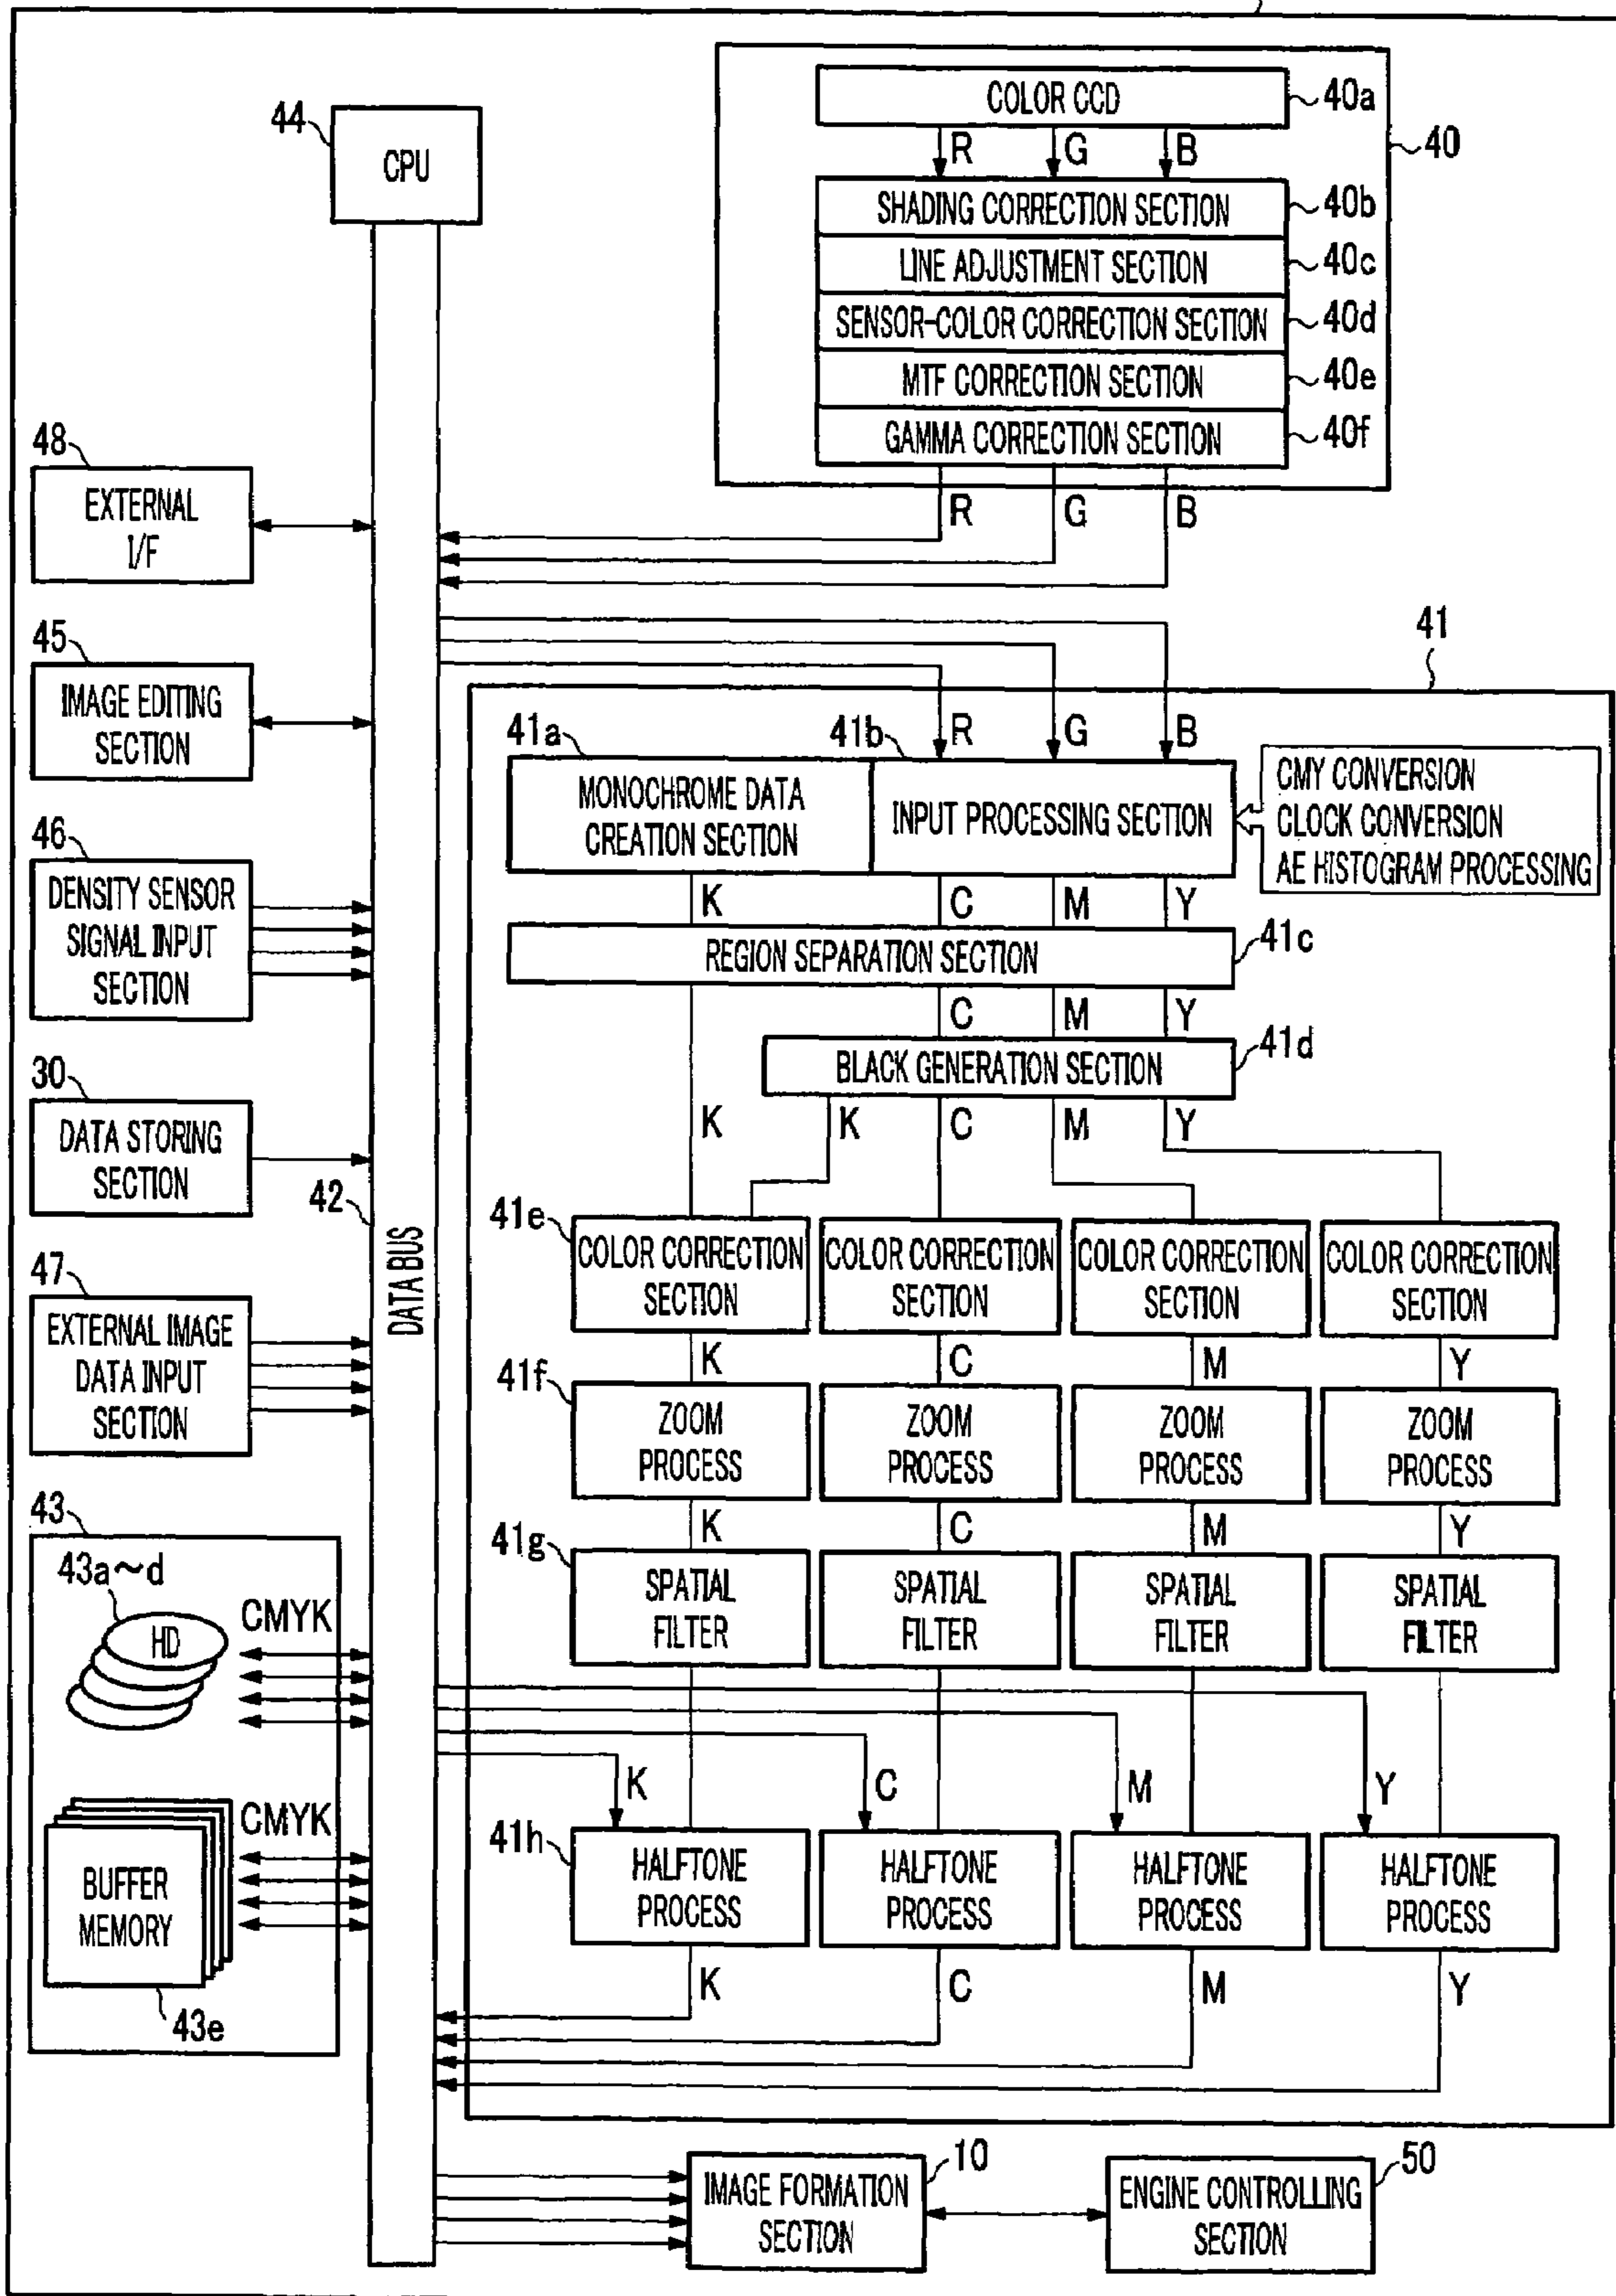 44
CPU
COLOR CCD
40a
40
R G B
SHADING CORRECTION SECTION
40b
LINE ADJUSTMENT SECTION
40c
SENSOR-COLOR CORRECTION SECTION
40d
MTF CORRECTION SECTION
40e
GAMMA CORRECTION SECTION
40f
R G B
48
EXTERNAL
I/F
45
IMAGE EDITING
SECTION
46
DENSITY SENSOR
SIGNAL INPUT
SECTION
30
DATA STORING
SECTION
47
EXTERNAL IMAGE
DATA INPUT
SECTION
43
43a~d
HD
CMYK
CMYK
BUFFER
MEMORY
43e
42
DATA BUS
41
R G B
41a
MONOCHROME DATA
CREATION SECTION
41b
INPUT PROCESSING SECTION
CMY CONVERSION
CLOCK CONVERSION
AE HISTOGRAM PROCESSING
K C M Y
REGION SEPARATION SECTION
41c
C M Y
BLACK GENERATION SECTION
41d
K K C M Y
41e
COLOR CORRECTION
SECTION
COLOR CORRECTION
SECTION
COLOR CORRECTION
SECTION
COLOR CORRECTION
SECTION
K C M Y
41f
ZOOM
PROCESS
ZOOM
PROCESS
ZOOM
PROCESS
ZOOM
PROCESS
K C M Y
41g
SPATIAL
FILTER
SPATIAL
FILTER
SPATIAL
FILTER
SPATIAL
FILTER
K C M Y
41h
HALFTONE
PROCESS
HALFTONE
PROCESS
HALFTONE
PROCESS
HALFTONE
PROCESS
K C M Y
10
IMAGE FORMATION
SECTION
50
ENGINE CONTROLLING
SECTION